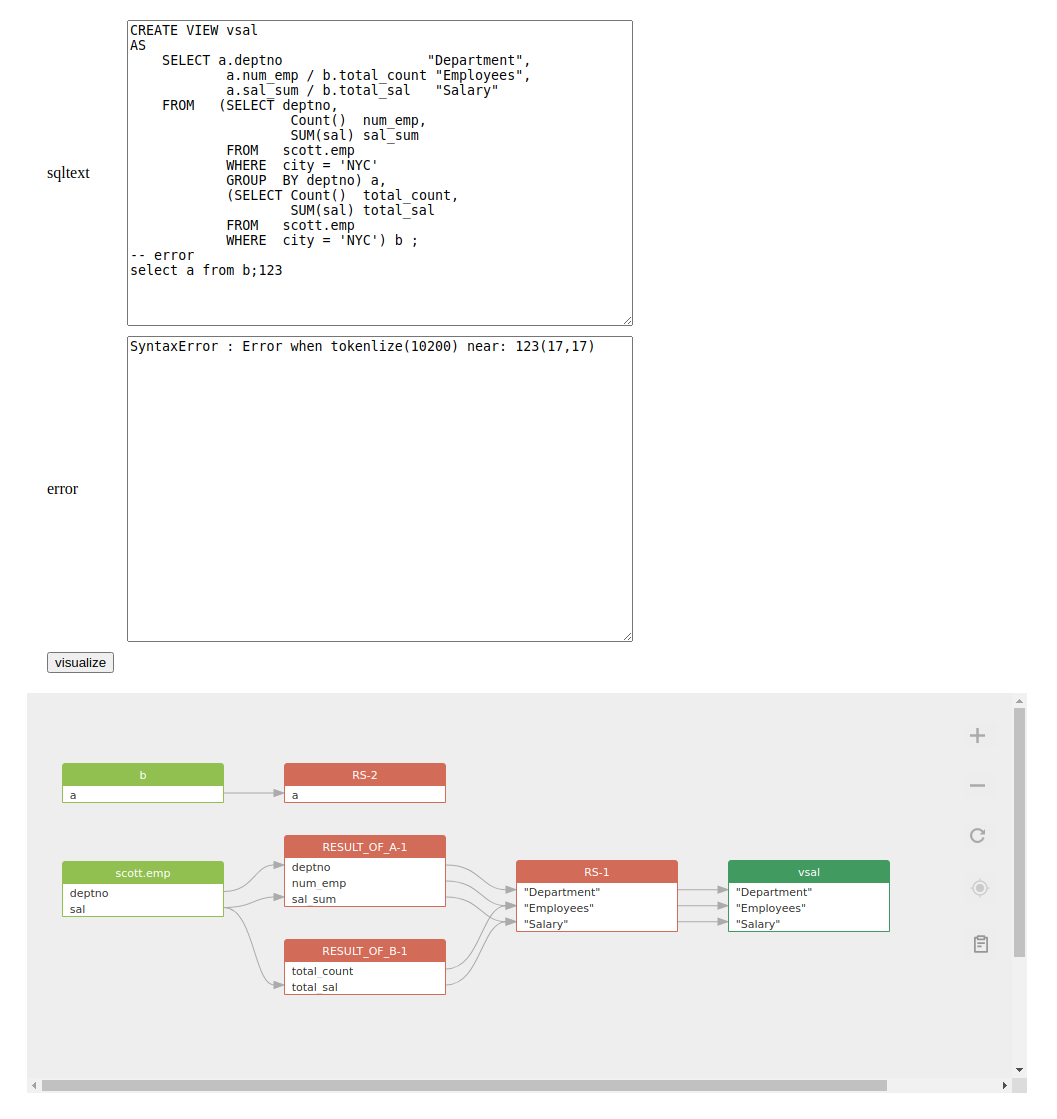 sqltext
CREATE VIEW vsal
AS
    SELECT a.deptno                  "Department",
            a.num_emp / b.total_count "Employees",
            a.sal_sum / b.total_sal   "Salary"
    FROM   (SELECT deptno,
                    Count()  num_emp,
                    SUM(sal) sal_sum
            FROM   scott.emp
            WHERE  city = 'NYC'
            GROUP  BY deptno) a,
            (SELECT Count()  total_count,
                    SUM(sal) total_sal
            FROM   scott.emp
            WHERE  city = 'NYC') b ;
-- error
select a from b;123
error
SyntaxError : Error when tokenlize(10200) near: 123(17,17)
visualize
b
a
RS-2
a
scott.emp
deptno
sal
RESULT_OF_A-1
deptno
num_emp
sal_sum
RESULT_OF_B-1
total_count
total_sal
RS-1
"Department"
"Employees"
"Salary"
vsal
"Department"
"Employees"
"Salary"